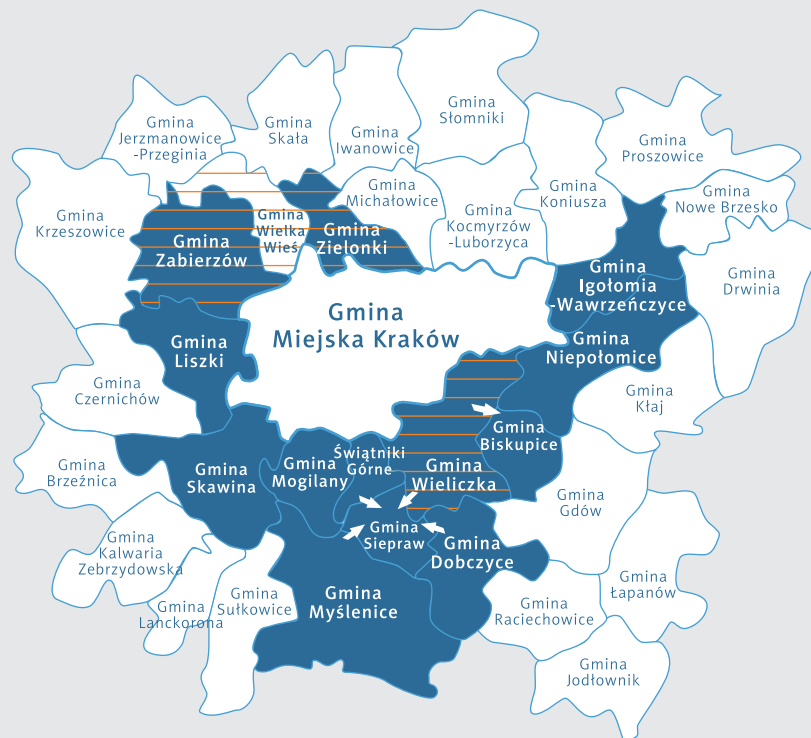 Gmina
Słomniki
Gmina
Jerzmanowice
-Przeginia
Gmina
Skała
Gmina
Iwanowice
Gmina
Proszowice
Gmina
Michałowice
Gmina
Koniusza
Gmina
Nowe Brzesko
Gmina
Krzeszowice
Gmina
Wielka
Wieś
Gmina
Kocmyrzów
-Luborzyca
Gmina
Zabierzów
Gmina
Zielonki
Gmina
Igołomia
-Wawrzeńczyce
Gmina
Drwinia
Gmina
Miejska Kraków
Gmina
Liszki
Gmina
Niepołomice
Gmina
Czernichów
Gmina
Kłaj
Gmina
Biskupice
Gmina
Brzeźnica
Gmina
Skawina
Gmina
Mogilany
Świątniki
Górne
Gmina
Wieliczka
Gmina
Gdów
Gmina
Kalwaria
Zebrzydowska
Gmina
Siepraw
Gmina
Dobczyce
Gmina
Łapanów
Gmina
Lanckorona
Gmina
Sułkowice
Gmina
Myślenice
Gmina
Raciechowice
Gmina
Jodłownik